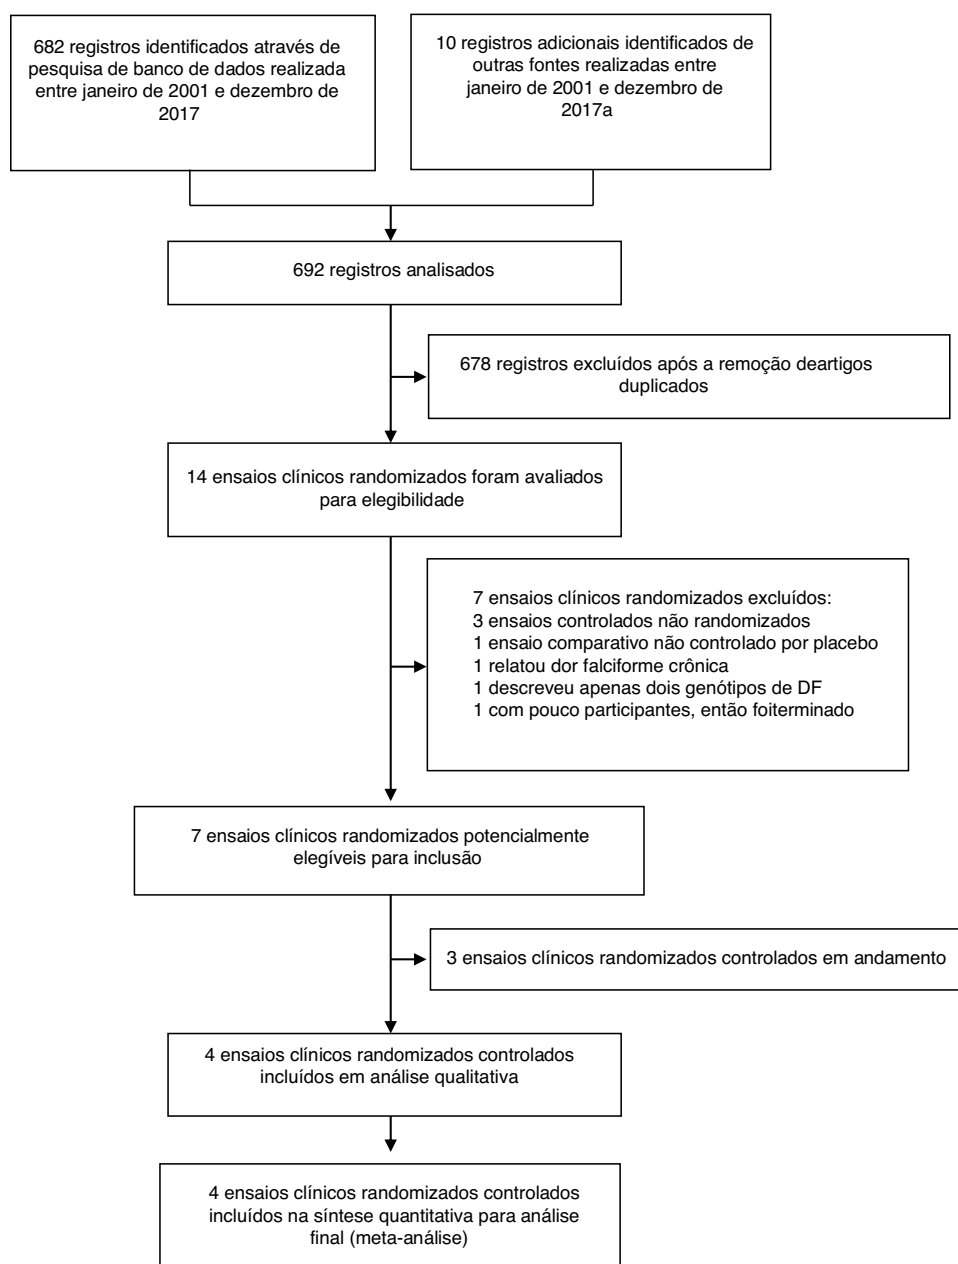 682 registros identificados através de
pesquisa de banco de dados realizada
entre janeiro de 2001 e dezembro de
2017
10 registros adicionais identificados de
outras fontes realizadas entre
janeiro de 2001 e dezembro de
2017a
692 registros analisados
678 registros excluídos após a remoção deartigos
duplicados
14 ensaios clínicos randomizados foram avaliados
para elegibilidade
7 ensaios clínicos randomizados excluídos:
3 ensaios controlados não randomizados
1 ensaio comparativo não controlado por placebo
1 relatou dor falciforme crônica
1 descreveu apenas dois genótipos de DF
1 com pouco participantes, então foiterminado
7 ensaios clínicos randomizados potencialmente
elegíveis para inclusão
3 ensaios clínicos randomizados controlados em andamento
4 ensaios clínicos randomizados controlados
incluídos em análise qualitativa
4 ensaios clínicos randomizados controlados
incluídos na síntese quantitativa para análise
final (meta-análise)